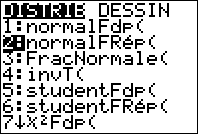 DISTRIB DESSIN
1:normalFdp(
2:normalFRép(
3:FracNormale(
4:invT(
5:studentFdp(
6:studentFRép(
7↓χ²Fdp(